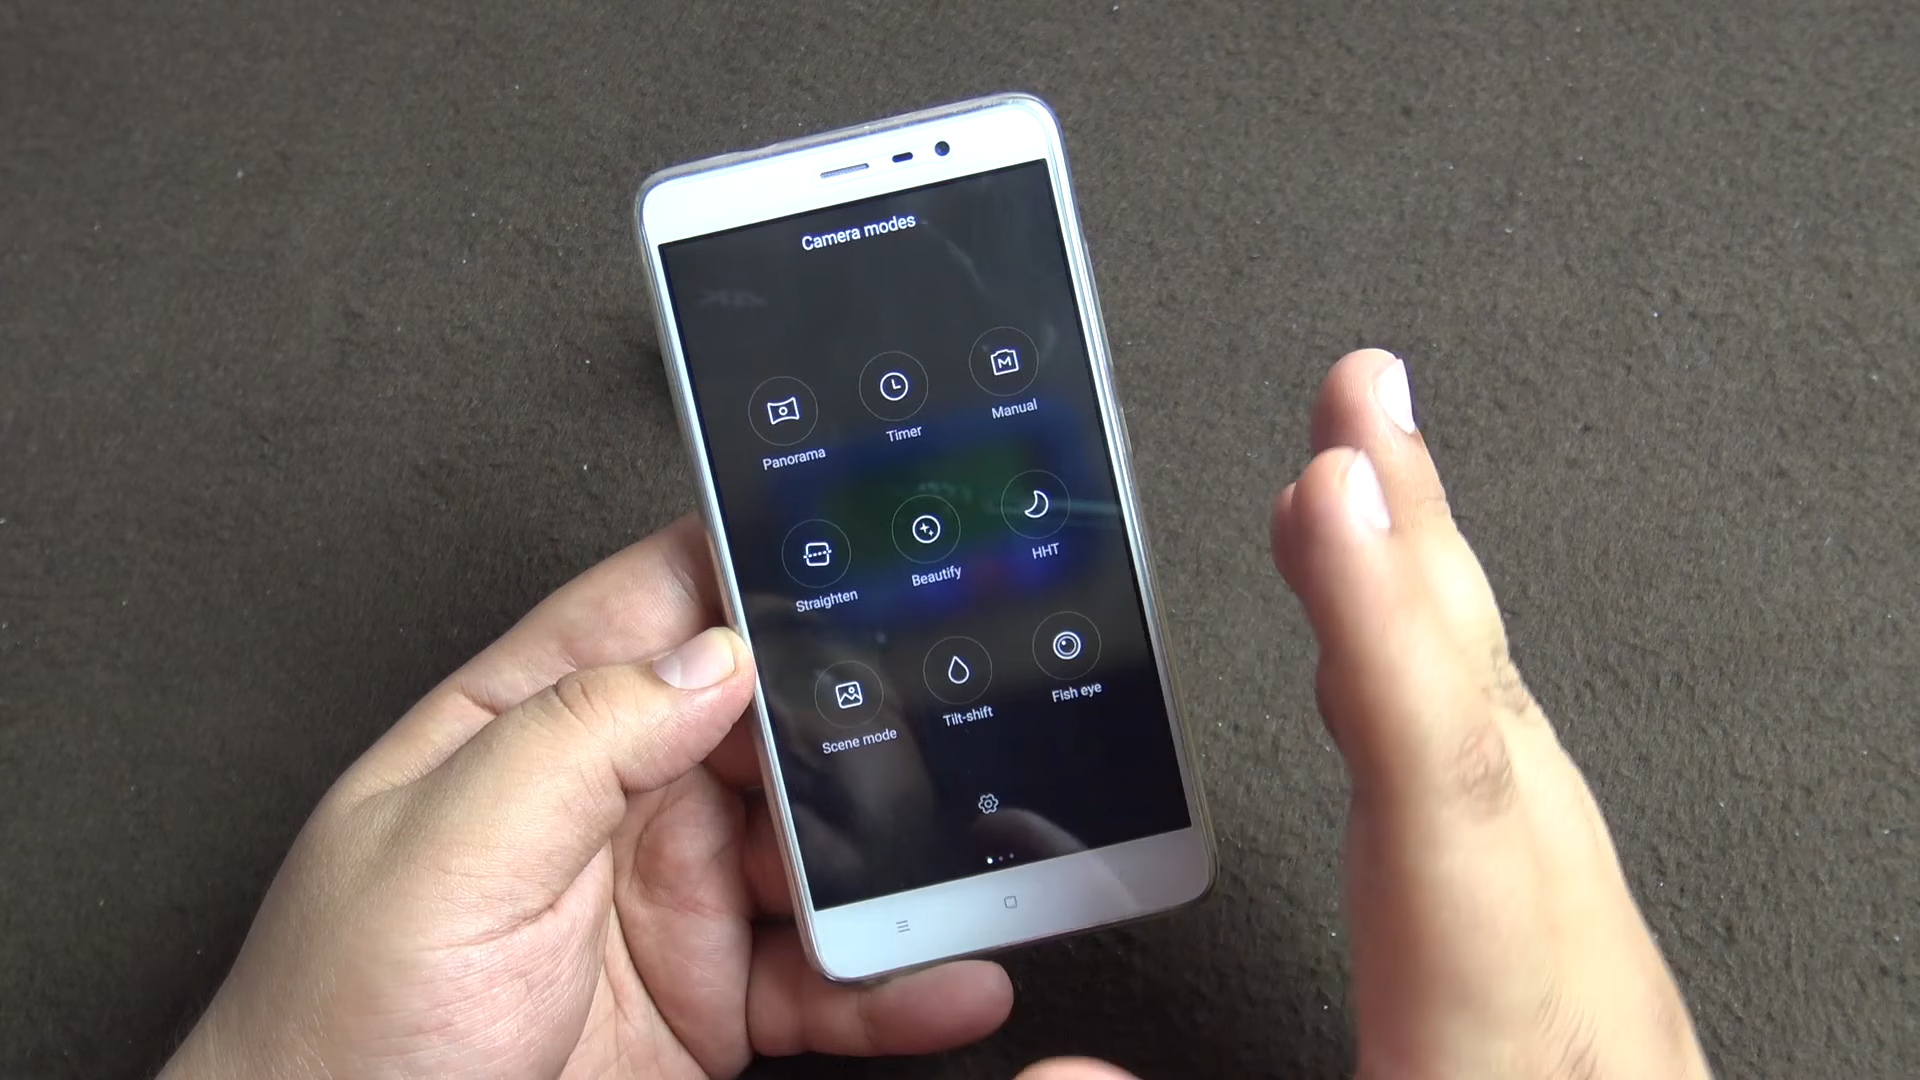 Camera modes
Panorama
Timer
Manual
Straighten
Beautify
HHT
Scene mode
Tilt-shift
Fish eye